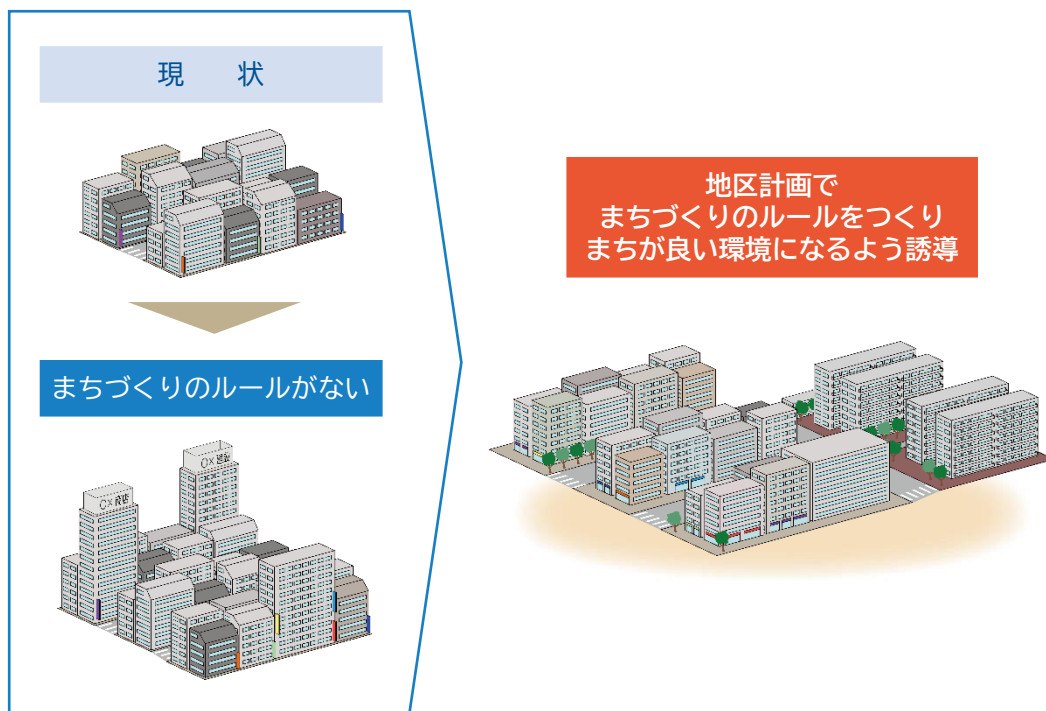 現　状
まちづくりのルールがない
地区計画で
まちづくりのルールをつくり
まちが良い環境になるよう誘導